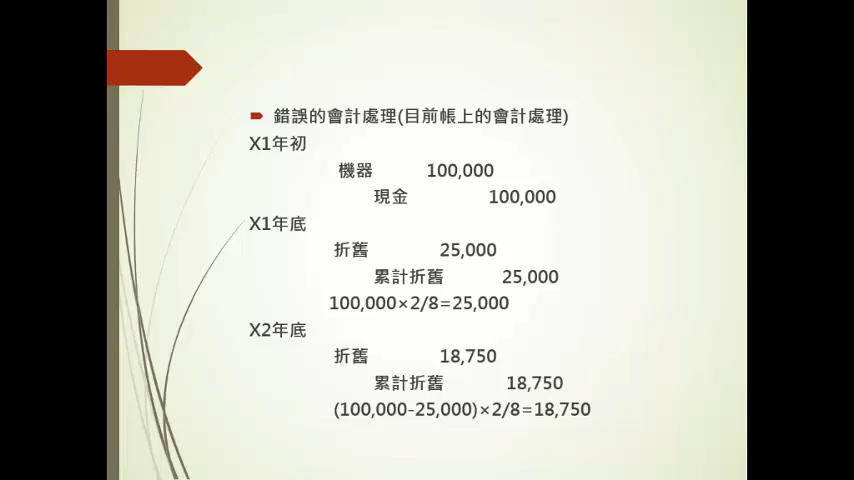 錯誤的會計處理(目前帳上的會計處理)
X1年初
機器 100,000
現金 100,000
X1年底
折舊 25,000
累計折舊 25,000
100,000×2/8=25,000
X2年底
折舊 18,750
累計折舊 18,750
(100,000-25,000)×2/8=18,750